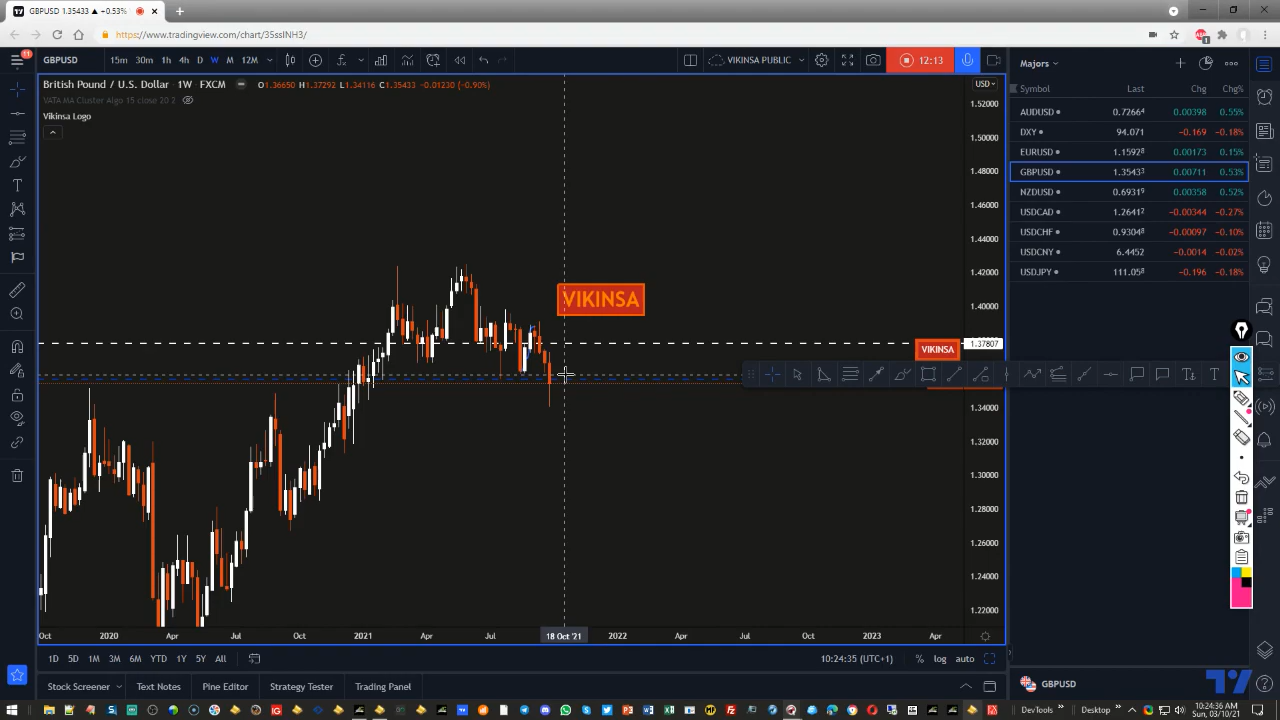 GBPUSD 1.35433 ▲ +0.53%
https://www.tradingview.com/chart/35ssINH3/
11
GBPUSD
15m 30m 1h 4h D W M 12M
VIKINSA PUBLIC
12:13
British Pound / U.S. Dollar · 1W · FXCM
O1.36650 H1.37292 L1.34116 C1.35433 −0.01230 (−0.90%)
VATA MA Cluster Algo 15 close 20 2
Vikinsa Logo
USD
1.52000
1.50000
1.48000
1.46000
1.44000
1.42000
1.40000
1.37807
1.34000
1.32000
1.30000
1.28000
1.26000
1.24000
1.22000
VIKINSA
VIKINSA
Oct 2020 Apr Jul Oct 2021 Apr Jul 18 Oct '21 2022 Apr Jul Oct 2023 Apr
1D 5D 1M 3M 6M YTD 1Y 5Y All
10:24:35 (UTC+1)
% log auto
Stock Screener Text Notes Pine Editor Strategy Tester Trading Panel
Majors
Symbol Last Chg Chg%
AUDUSD 0.72664 0.00398 0.55%
DXY 94.071 −0.169 −0.18%
EURUSD 1.15928 0.00173 0.15%
GBPUSD 1.35433 0.00711 0.53%
NZDUSD 0.69319 0.00358 0.52%
USDCAD 1.26412 −0.00344 −0.27%
USDCHF 0.93048 −0.00097 −0.10%
USDCNY 6.4452 −0.0014 −0.02%
USDJPY 111.058 −0.196 −0.18%
GBPUSD
DevTools Desktop
10:24:36 AM
Sun, 03/10/21